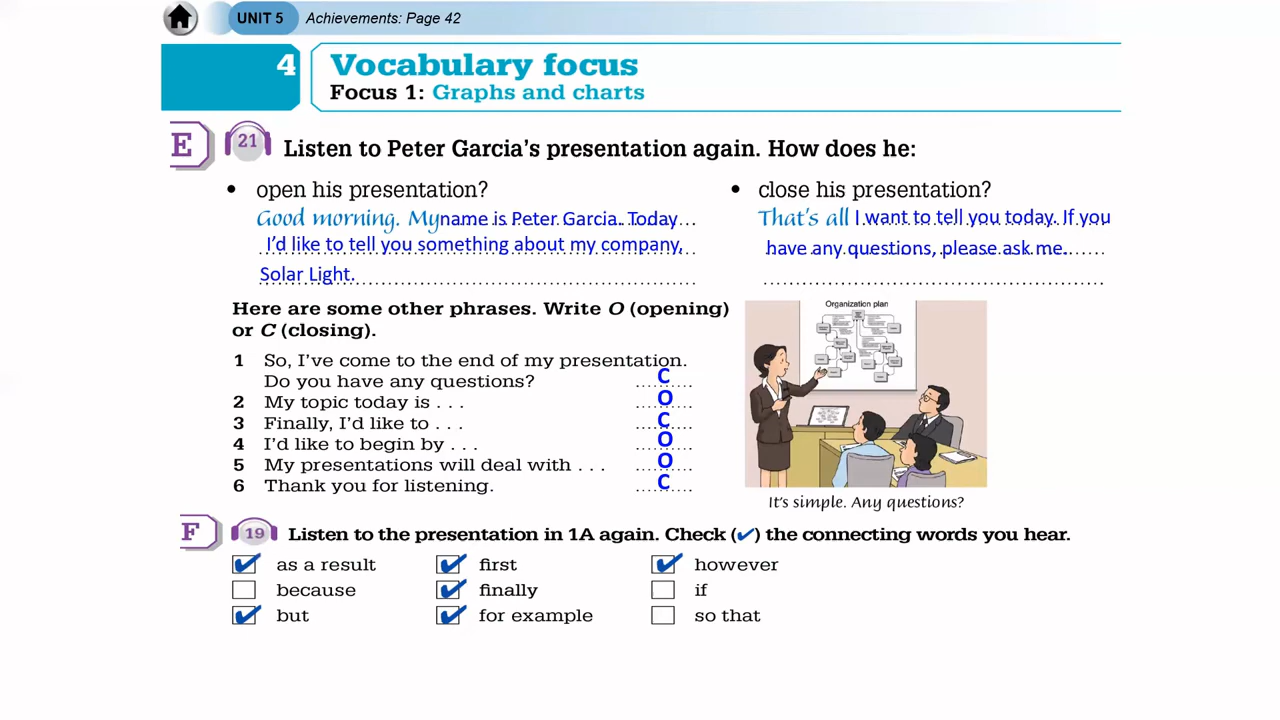 UNIT 5 Achievements: Page 42
4 Vocabulary focus
Focus 1: Graphs and charts
E 21 Listen to Peter Garcia's presentation again. How does he:
• open his presentation?
Good morning. My name is Peter Garcia. Today
I'd like to tell you something about my company,
Solar Light.
• close his presentation?
That's all I want to tell you today. If you
have any questions, please ask me.
Here are some other phrases. Write O (opening)
or C (closing).
1 So, I've come to the end of my presentation.
Do you have any questions? C
2 My topic today is . . . O
3 Finally, I'd like to . . . C
4 I'd like to begin by . . . O
5 My presentations will deal with . . . O
6 Thank you for listening. C
Organization plan
It's simple. Any questions?
F 19 Listen to the presentation in 1A again. Check (✔) the connecting words you hear.
✔ as a result ✔ first ✔ however
because ✔ finally if
✔ but ✔ for example so that